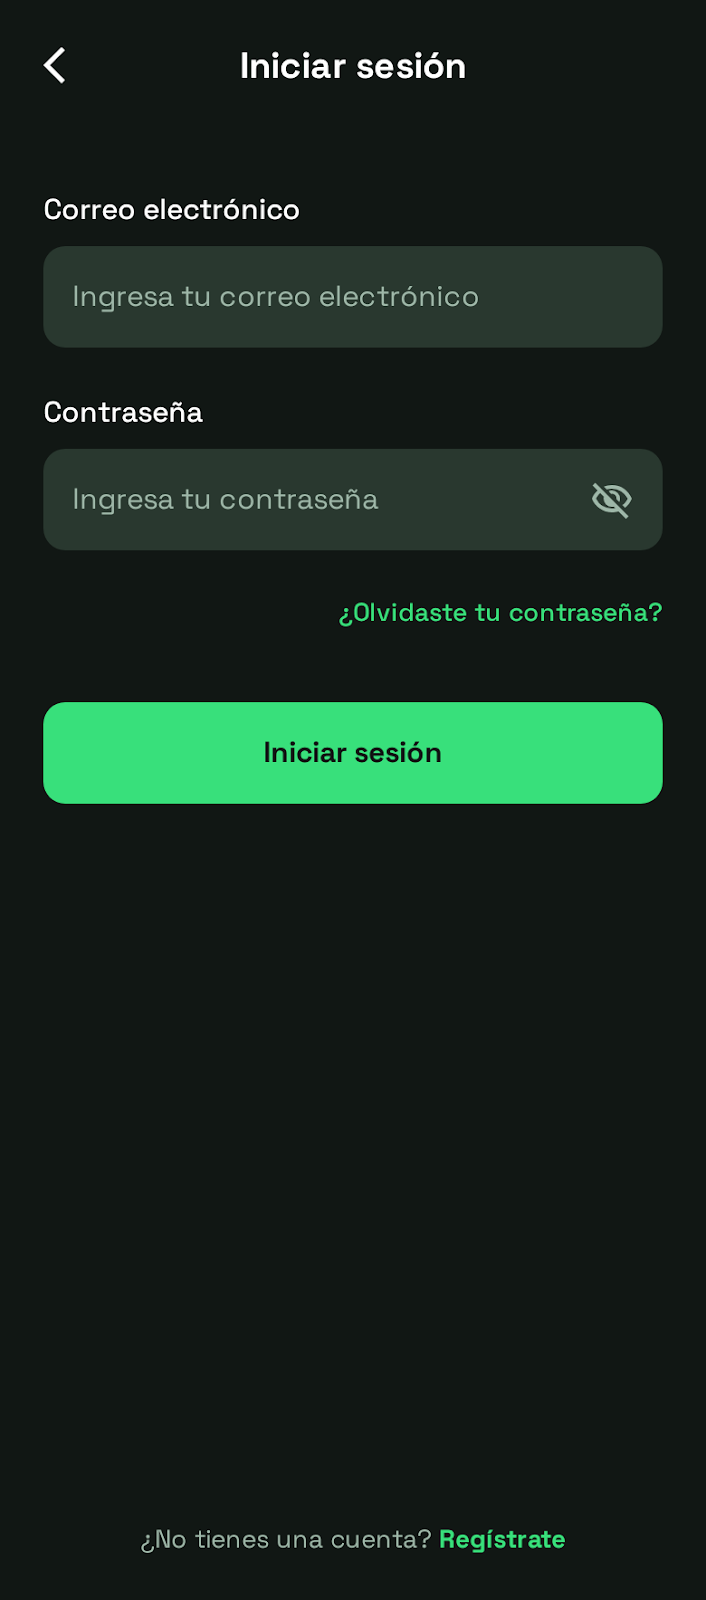 Iniciar sesión
Correo electrónico
Ingresa tu correo electrónico
Contraseña
Ingresa tu contraseña
¿Olvidaste tu contraseña?
Iniciar sesión
¿No tienes una cuenta? Regístrate